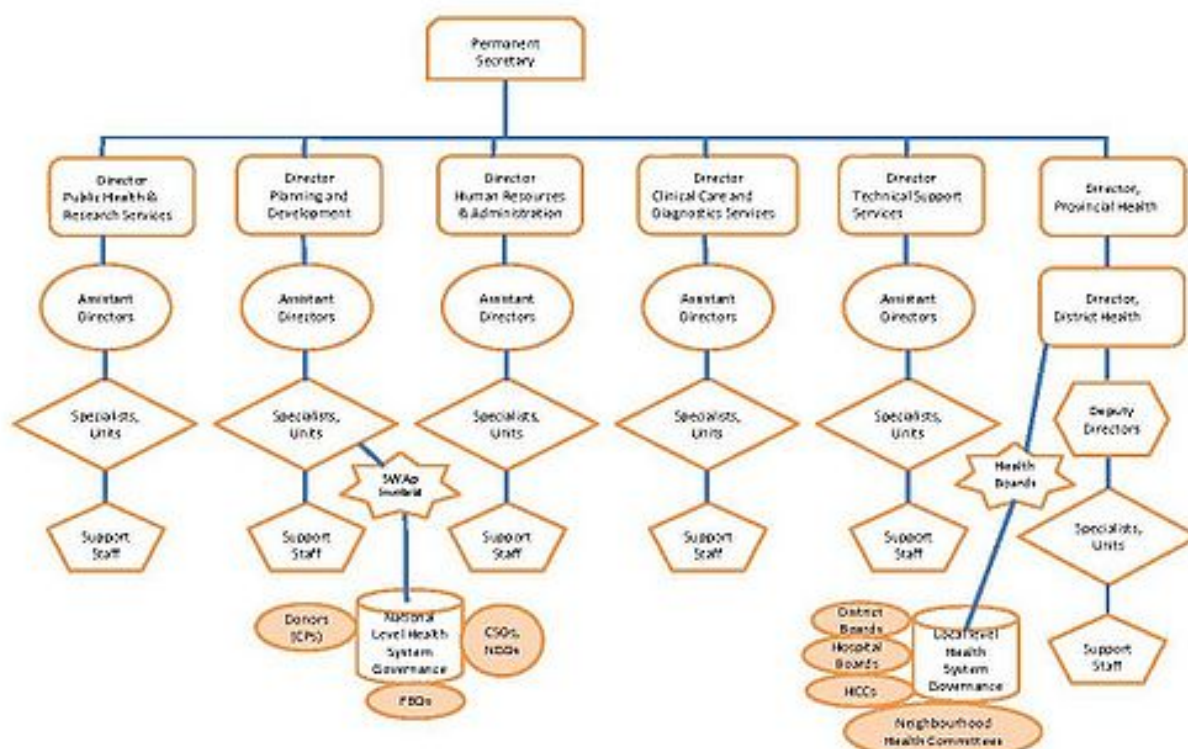 Permanent
Secretary
Director
Public Health &
Research Services
Director
Planning and
Development
Director
Human Resources
& Administration
Director
Clinical Care and
Diagnostics Services
Director
Technical Support
Services
Director,
Provincial Health
Assistant
Directors
Assistant
Directors
Assistant
Directors
Assistant
Directors
Assistant
Directors
Director,
District Health
Specialists,
Units
Specialists,
Units
Specialists,
Units
Specialists,
Units
Specialists,
Units
Deputy
Directors
SWAp
Health
Boards
Support
Staff
Support
Staff
Support
Staff
Support
Staff
Support
Staff
Specialists,
Units
Donors
(CPs)
National
Level Health
System
Governance
CSOs,
NGOs
FBOs
District
Boards
Hospital
Boards
HCCs
Local level
Health
System
Governance
Neighbourhood
Health Committees
Support
Staff